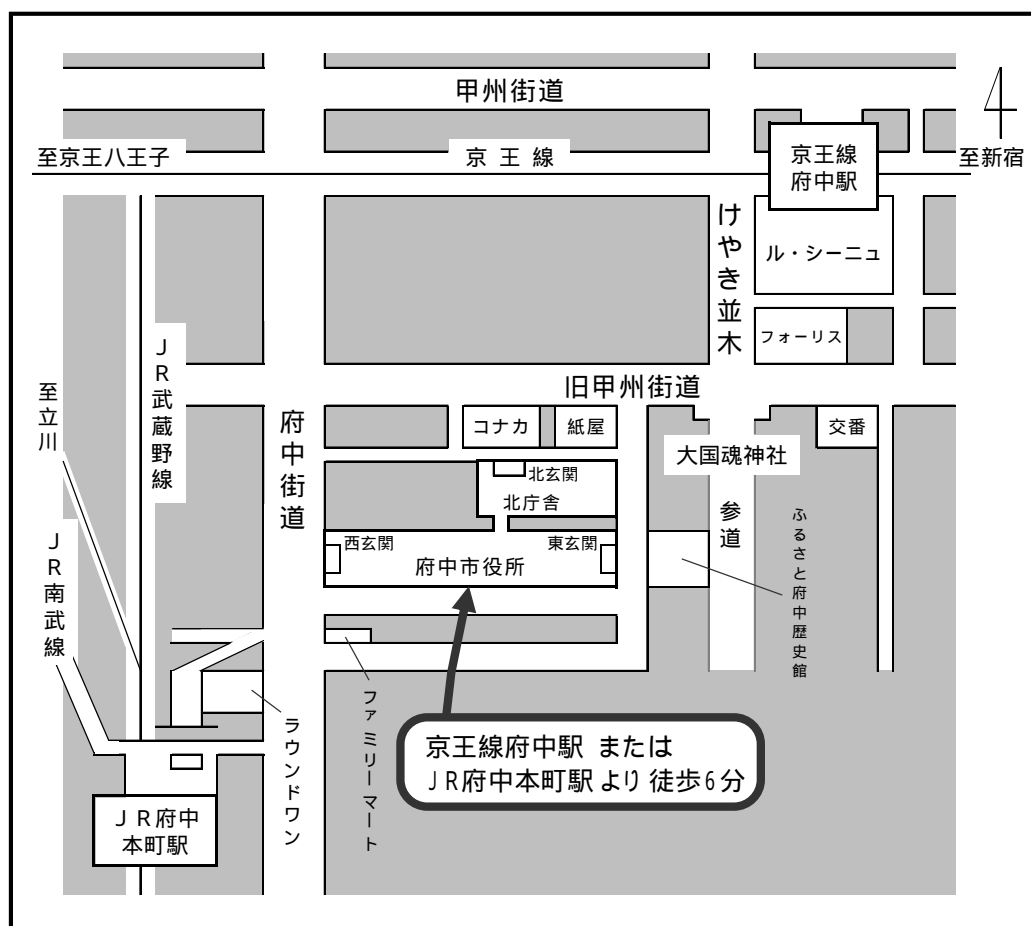 甲州街道
至京王八王子
京王線
京王線
府中駅
至新宿
けやき並木
ル・シーニュ
フォーリス
JR武蔵野線
至立川
旧甲州街道
府中街道
コナカ
紙屋
交番
大国魂神社
北玄関
北庁舎
参道
ふるさと府中歴史館
西玄関
東玄関
府中市役所
JR南武線
ラウンドワン
ファミリーマート
京王線府中駅 または
JR府中本町駅より 徒歩6分
JR府中
本町駅